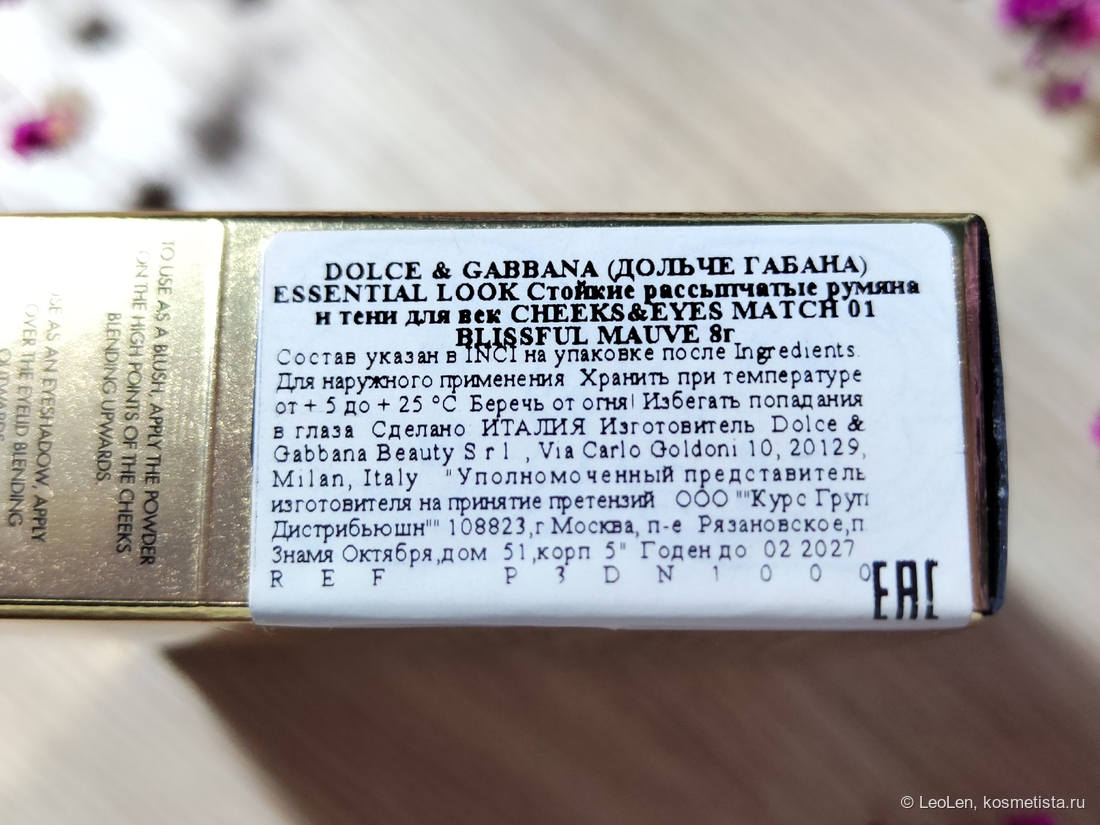 DOLCE & GABBANA (ДОЛЬЧЕ ГАБАНА)
ESSENTIAL LOOK Стойкие рассыпчатые румяна
и тени для век CHEEKS&EYES MATCH 01
BLISSFUL MAUVE 8г
Состав указан в INCI на упаковке после Ingredients.
Для наружного применения Хранить при температуре
от + 5 до + 25 °C Беречь от огня! Избегать попадания
в глаза Сделано ИТАЛИЯ Изготовитель Dolce &
Gabbana Beauty S r l , Via Carlo Goldoni 10, 20129,
Milan, Italy "Уполномоченный представитель
изготовителя на принятие претензий ООО ""Курс Груп
Дистрибьюшн"" 108823,г Москва, п-е Рязановское,п
Знамя Октября,дом 51,корп 5" Годен до 02 2027
REF P3DN1000
EAC
TO USE AS A BLUSH, APPLY THE POWDER
ON THE HIGH POINTS OF THE CHEEKS
BLENDING UPWARDS
USE AS AN EYESHADOW, APPLY
OVER THE EYELID BLENDING
OUTWARDS
© LeoLen, kosmetista.ru